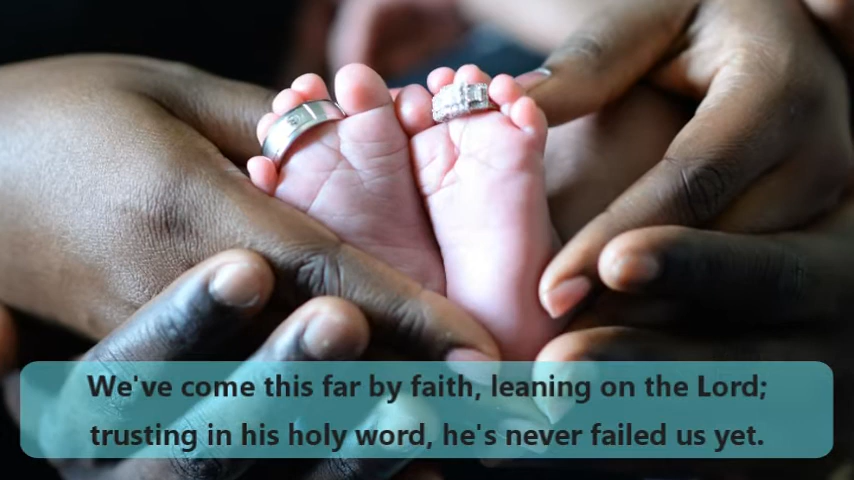 We've come this far by faith, leaning on the Lord;
trusting in his holy word, he's never failed us yet.